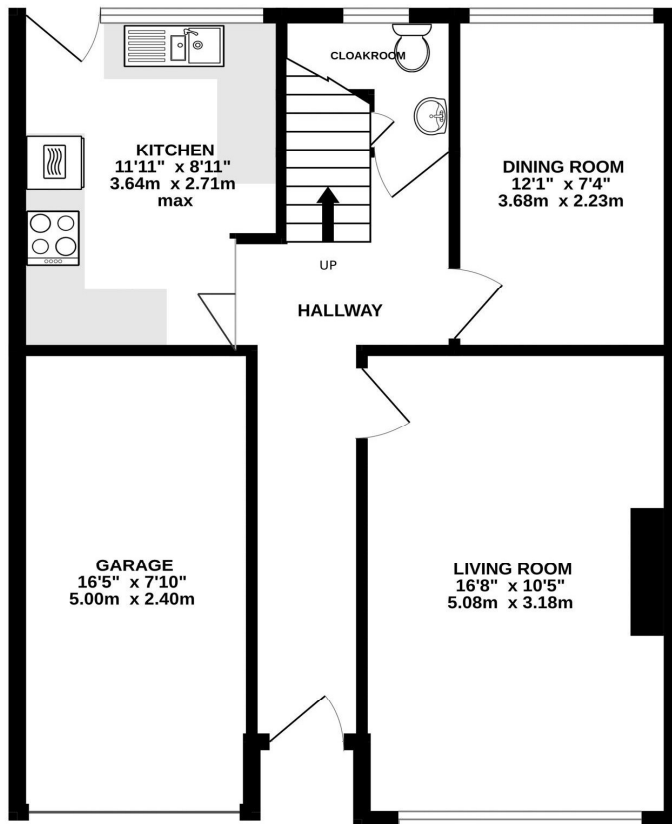 CLOAKROOM
KITCHEN
11'11" x 8'11"
3.64m x 2.71m
max
DINING ROOM
12'1" x 7'4"
3.68m x 2.23m
UP
HALLWAY
GARAGE
16'5" x 7'10"
5.00m x 2.40m
LIVING ROOM
16'8" x 10'5"
5.08m x 3.18m